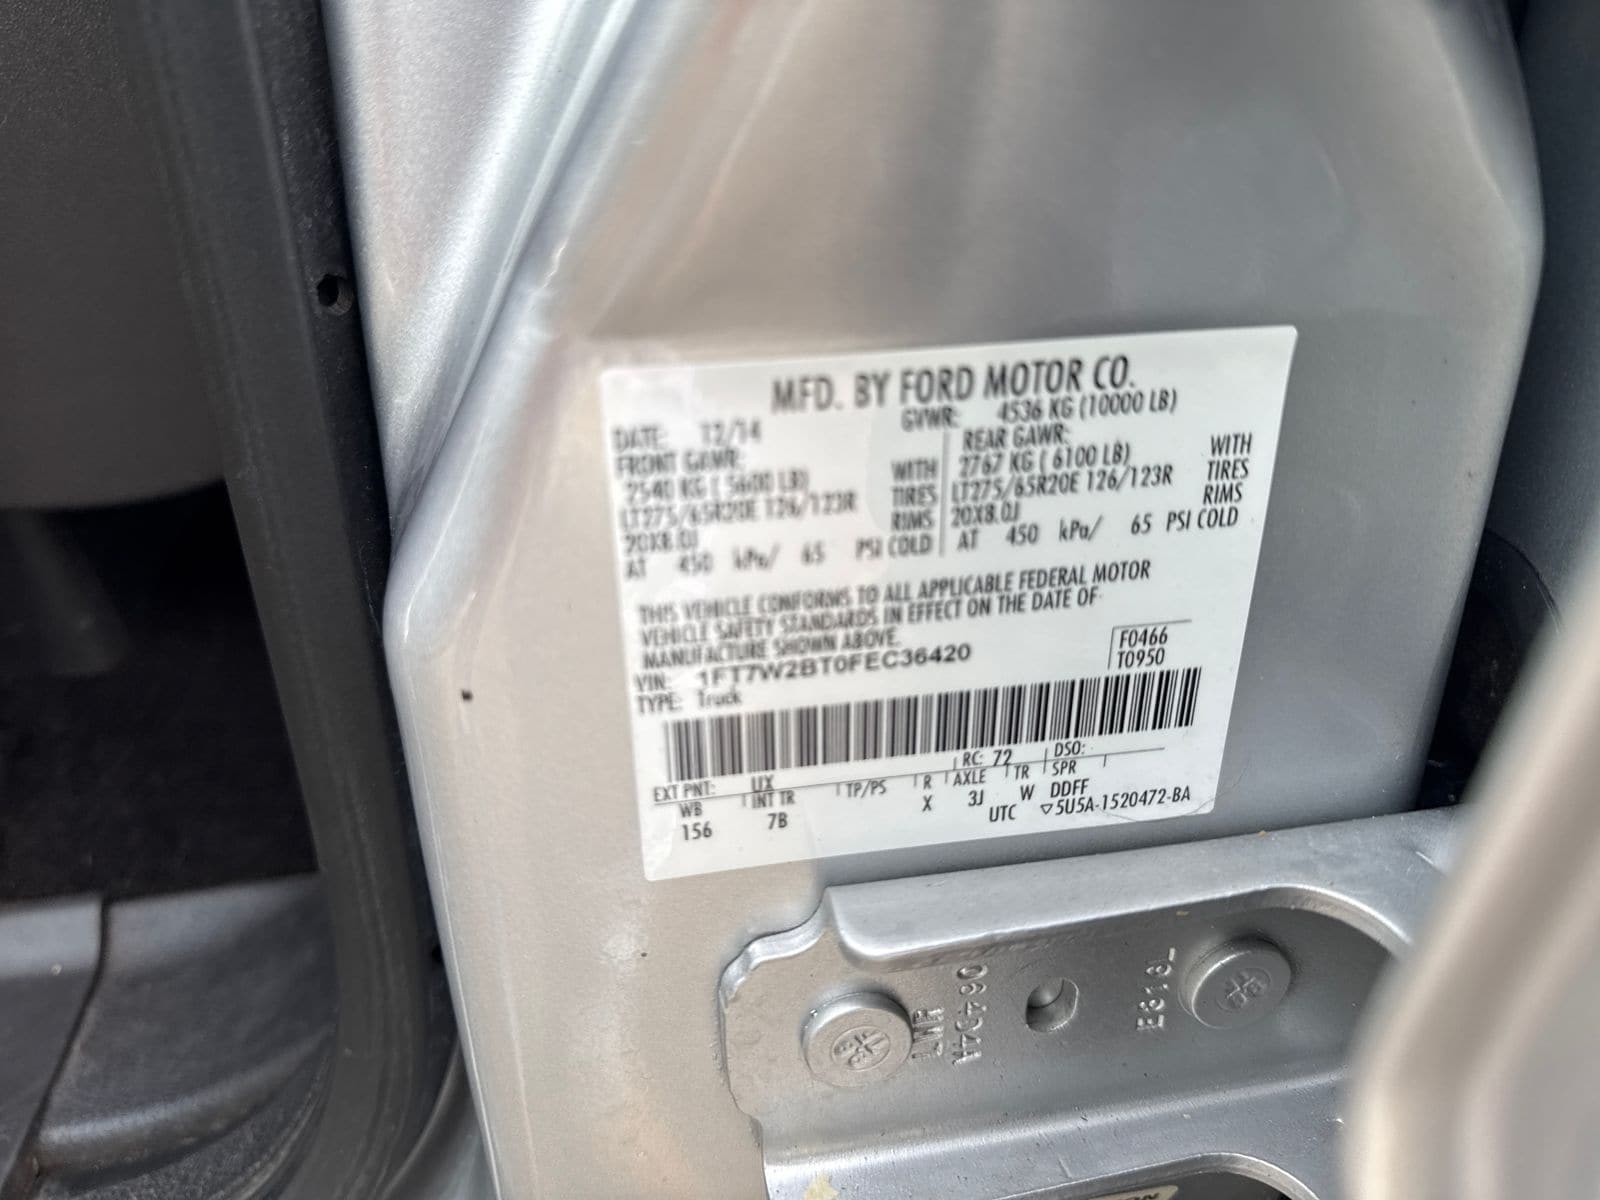 MFD. BY FORD MOTOR CO.
DATE: 12/14 GVWR: 4536 KG (10000 LB)
FRONT GAWR: REAR GAWR:
2540 KG ( 5600 LB) WITH 2767 KG ( 6100 LB) WITH
LT275/65R20E 126/123R TIRES LT275/65R20E 126/123R TIRES
20X8.0J RIMS 20X8.0J RIMS
AT 450 kPa/ 65 PSI COLD AT 450 kPa/ 65 PSI COLD
THIS VEHICLE CONFORMS TO ALL APPLICABLE FEDERAL MOTOR
VEHICLE SAFETY STANDARDS IN EFFECT ON THE DATE OF
MANUFACTURE SHOWN ABOVE.
VIN: 1FT7W2BT0FEC36420
TYPE: Truck
F0466
T0950
EXT PNT: UX RC: 72 DSO:
WB INT TR TP/PS R AXLE TR SPR
156 7B X 3J W DDFF
UTC ▽5U5A-1520472-BA
06404A
E618L